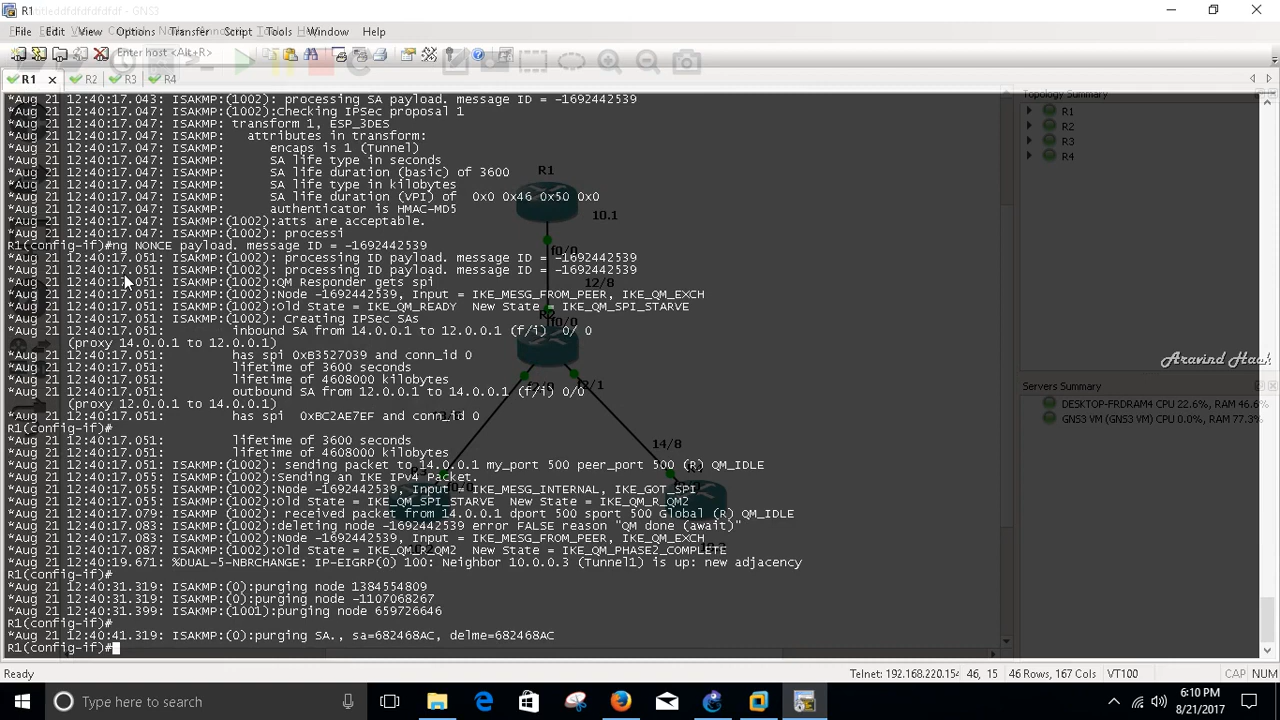 R1
GNS3
File Edit View Options Transfer Script Tools Window Help
Enter host <Alt+R>
R1 R2 R3 R4
*Aug 21 12:40:17.043: ISAKMP:(1002): processing SA payload. message ID = -1692442539
*Aug 21 12:40:17.047: ISAKMP:(1002):Checking IPSec proposal 1
*Aug 21 12:40:17.047: ISAKMP: transform 1, ESP_3DES
*Aug 21 12:40:17.047: ISAKMP: attributes in transform:
*Aug 21 12:40:17.047: ISAKMP: encaps is 1 (Tunnel)
*Aug 21 12:40:17.047: ISAKMP: SA life type in seconds
*Aug 21 12:40:17.047: ISAKMP: SA life duration (basic) of 3600
*Aug 21 12:40:17.047: ISAKMP: SA life type in kilobytes
*Aug 21 12:40:17.047: ISAKMP: SA life duration (VPI) of 0x0 0x46 0x50 0x0
*Aug 21 12:40:17.047: ISAKMP: authenticator is HMAC-MD5
*Aug 21 12:40:17.047: ISAKMP:(1002):atts are acceptable.
*Aug 21 12:40:17.047: ISAKMP:(1002): processi
R1(config-if)#ng NONCE payload. message ID = -1692442539
*Aug 21 12:40:17.051: ISAKMP:(1002): processing ID payload. message ID = -1692442539
*Aug 21 12:40:17.051: ISAKMP:(1002): processing ID payload. message ID = -1692442539
*Aug 21 12:40:17.051: ISAKMP:(1002):QM Responder gets spi
*Aug 21 12:40:17.051: ISAKMP:(1002):Node -1692442539, Input = IKE_MESG_FROM_PEER, IKE_QM_EXCH
*Aug 21 12:40:17.051: ISAKMP:(1002):Old State = IKE_QM_READY New State = IKE_QM_SPI_STARVE
*Aug 21 12:40:17.051: ISAKMP:(1002): Creating IPSec SAs
*Aug 21 12:40:17.051: inbound SA from 14.0.0.1 to 12.0.0.1 (f/i) 0/ 0
(proxy 14.0.0.1 to 12.0.0.1)
*Aug 21 12:40:17.051: has spi 0xB3527039 and conn_id 0
*Aug 21 12:40:17.051: lifetime of 3600 seconds
*Aug 21 12:40:17.051: lifetime of 4608000 kilobytes
*Aug 21 12:40:17.051: outbound SA from 12.0.0.1 to 14.0.0.1 (f/i) 0/0
(proxy 12.0.0.1 to 14.0.0.1)
*Aug 21 12:40:17.051: has spi 0xBC2AE7EF and conn_id 0
R1(config-if)#
*Aug 21 12:40:17.051: lifetime of 3600 seconds
*Aug 21 12:40:17.051: lifetime of 4608000 kilobytes
*Aug 21 12:40:17.051: ISAKMP:(1002): sending packet to 14.0.0.1 my_port 500 peer_port 500 (R) QM_IDLE
*Aug 21 12:40:17.055: ISAKMP:(1002):Sending an IKE IPv4 Packet.
*Aug 21 12:40:17.055: ISAKMP:(1002):Node -1692442539, Input = IKE_MESG_INTERNAL, IKE_GOT_SPI
*Aug 21 12:40:17.055: ISAKMP:(1002):Old State = IKE_QM_SPI_STARVE New State = IKE_QM_R_QM2
*Aug 21 12:40:17.079: ISAKMP:(1002): received packet from 14.0.0.1 dport 500 sport 500 Global (R) QM_IDLE
*Aug 21 12:40:17.083: ISAKMP:(1002):deleting node -1692442539 error FALSE reason "QM done (await)"
*Aug 21 12:40:17.083: ISAKMP:(1002):Node -1692442539, Input = IKE_MESG_FROM_PEER, IKE_QM_EXCH
*Aug 21 12:40:17.087: ISAKMP:(1002):Old State = IKE_QM_R_QM2 New State = IKE_QM_PHASE2_COMPLETE
*Aug 21 12:40:19.671: %DUAL-5-NBRCHANGE: IP-EIGRP(0) 100: Neighbor 10.0.0.3 (Tunnel1) is up: new adjacency
R1(config-if)#
*Aug 21 12:40:31.319: ISAKMP:(0):purging node 1384554809
*Aug 21 12:40:31.319: ISAKMP:(0):purging node -1107068267
*Aug 21 12:40:31.399: ISAKMP:(1001):purging node 659726646
R1(config-if)#
*Aug 21 12:40:41.319: ISAKMP:(0):purging SA., sa=682468AC, delme=682468AC
R1(config-if)#
R1
10.1
f0/0
12/8
R2
f0/0
14/8
Topology Summary
R1
R2
R3
R4
Aravind Haak
Servers Summary
DESKTOP-FRDRAM4 CPU 22.6%, RAM 46.6%
GNS3 VM (GNS3 VM) CPU 0.0%, RAM 77.3%
Ready Telnet: 192.168.220.154 46, 15 46 Rows, 167 Cols VT100 CAP NUM
Type here to search
6:10 PM
8/21/2017